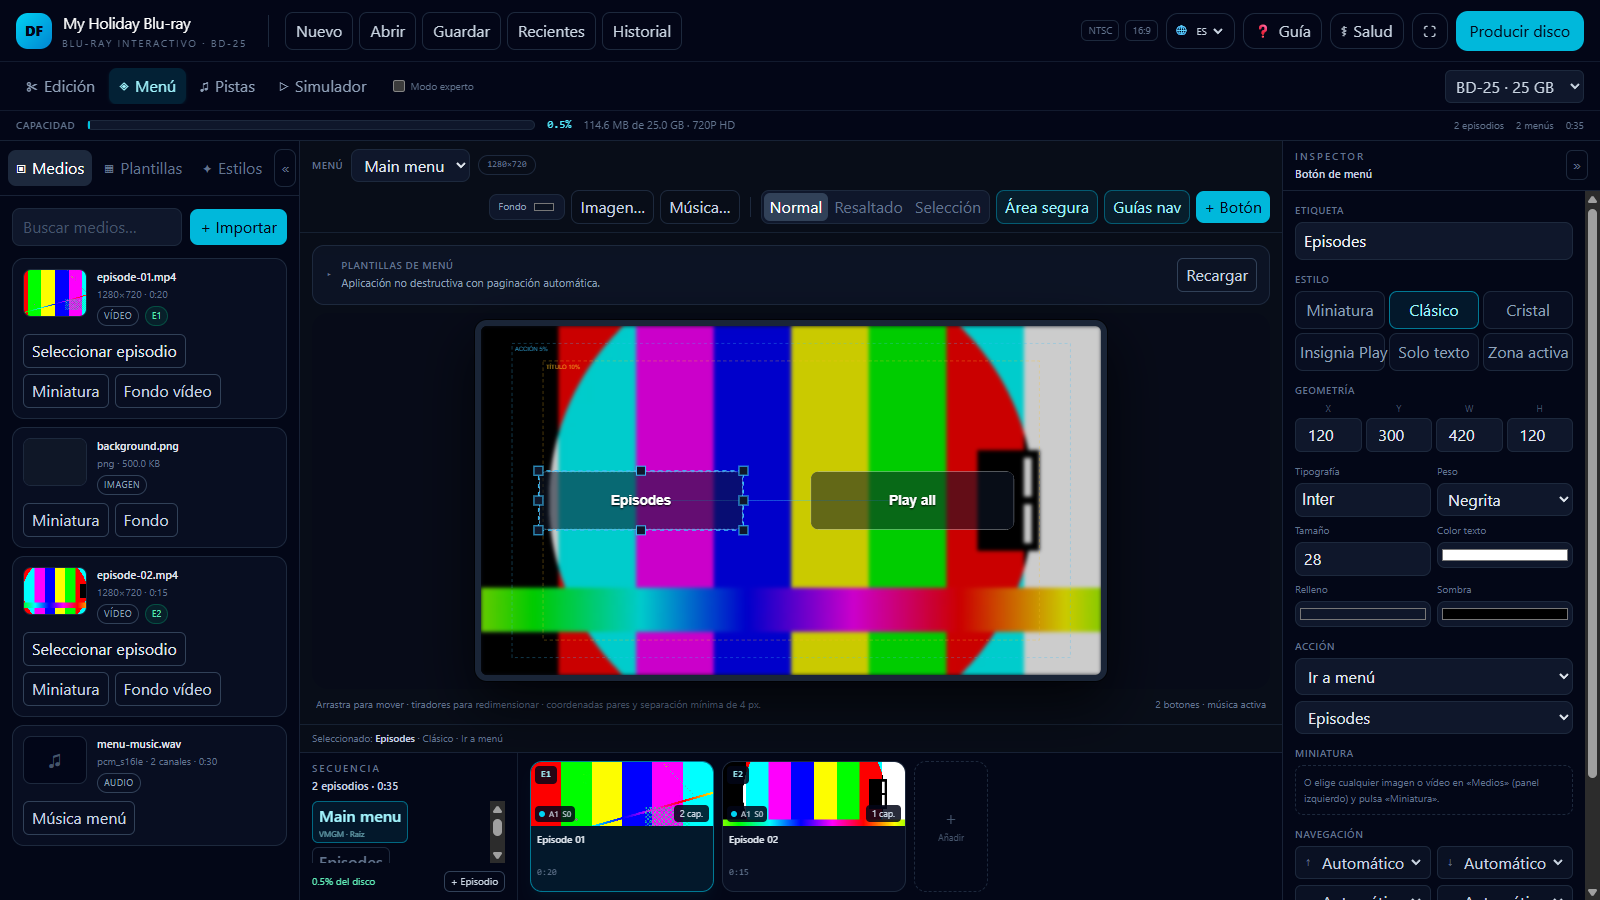 DF
My Holiday Blu-ray
BLU-RAY INTERACTIVO · BD-25
Nuevo
Abrir
Guardar
Recientes
Historial
NTSC
16:9
ES
Guía
Salud
Producir disco
Edición
Menú
Pistas
Simulador
Modo experto
BD-25 · 25 GB
CAPACIDAD
0.5%
114.6 MB de 25.0 GB · 720P HD
2 episodios
2 menús
0:35
Medios
Plantillas
Estilos
«
Buscar medios...
+ Importar
episode-01.mp4
1280×720 · 0:20
VÍDEO
E1
Seleccionar episodio
Miniatura
Fondo vídeo
background.png
png · 500.0 KB
IMAGEN
Miniatura
Fondo
episode-02.mp4
1280×720 · 0:15
VÍDEO
E2
Seleccionar episodio
Miniatura
Fondo vídeo
menu-music.wav
pcm_s16le · 2 canales · 0:30
AUDIO
Música menú
MENÚ
Main menu
1280×720
Fondo
Imagen...
Música...
Normal
Resaltado
Selección
Área segura
Guías nav
+ Botón
PLANTILLAS DE MENÚ
Aplicación no destructiva con paginación automática.
Recargar
ACCIÓN 5%
TÍTULO 10%
Episodes
Play all
Arrastra para mover · tiradores para redimensionar · coordenadas pares y separación mínima de 4 px.
2 botones · música activa
Seleccionado: Episodes · Clásico · Ir a menú
SECUENCIA
2 episodios · 0:35
Main menu
VMGM · Raíz
Episodes
0.5% del disco
+ Episodio
E1
A1 S0
2 cap.
Episode 01
0:20
E2
A1 S0
1 cap.
Episode 02
0:15
+
Añadir
INSPECTOR
Botón de menú
»
ETIQUETA
Episodes
ESTILO
Miniatura
Clásico
Cristal
Insignia Play
Solo texto
Zona activa
GEOMETRÍA
X
Y
W
H
120
300
420
120
Tipografía
Peso
Inter
Negrita
Tamaño
Color texto
28
Relleno
Sombra
ACCIÓN
Ir a menú
Episodes
MINIATURA
O elige cualquier imagen o vídeo en «Medios» (panel
izquierdo) y pulsa «Miniatura».
NAVEGACIÓN
↑ Automático
↓ Automático